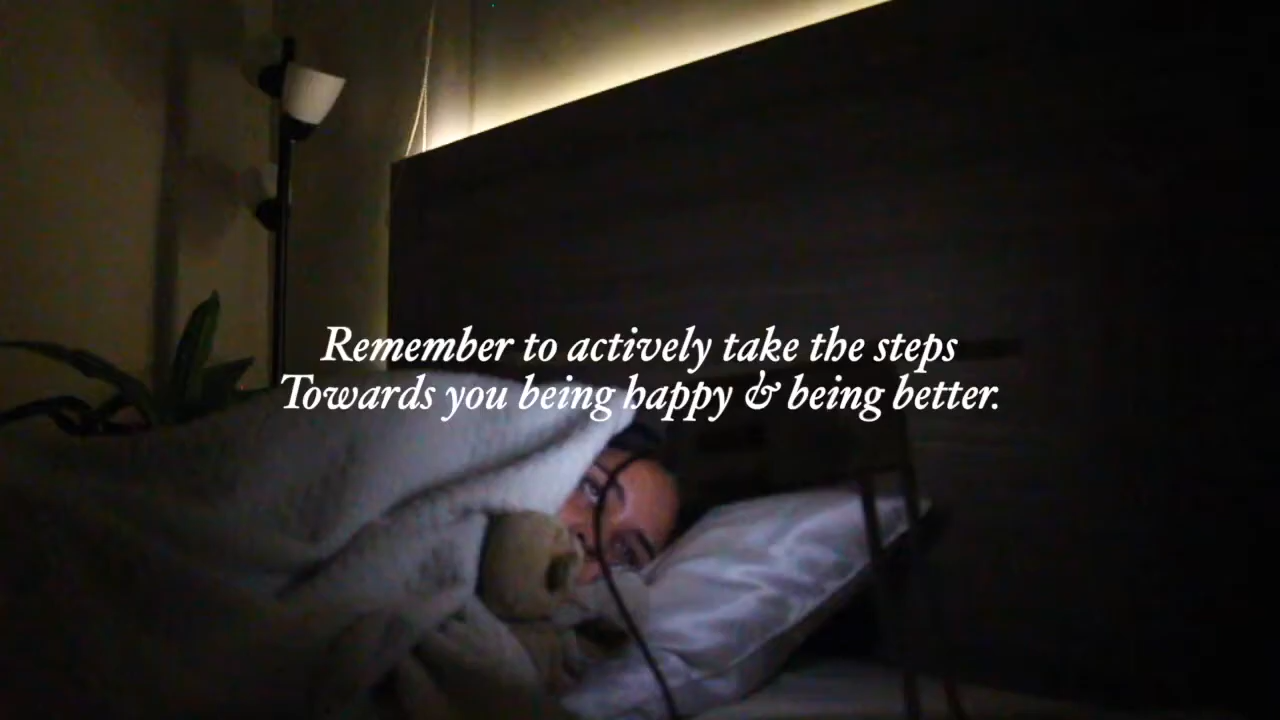 Remember to actively take the steps
Towards you being happy & being better.